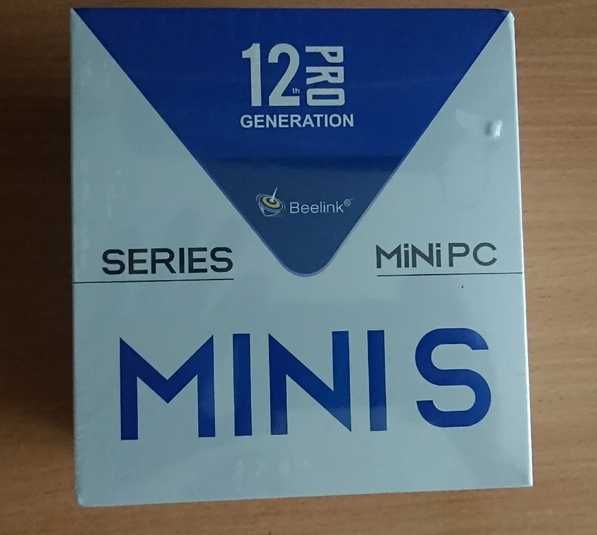 12th PRO
GENERATION
Beelink®
SERIES
MiNi PC
MINI S